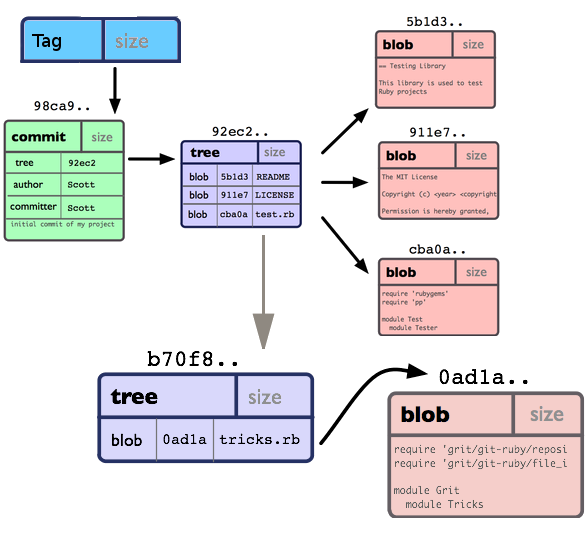 Tag size
98ca9..
commit size
tree 92ec2
author Scott
committer Scott
initial commit of my project
92ec2..
tree size
blob 5b1d3 README
blob 911e7 LICENSE
blob cba0a test.rb
5b1d3..
blob size
== Testing Library
This library is used to test
Ruby projects
911e7..
blob size
The MIT License
Copyright (c) <year> <copyright
Permission is hereby granted,
cba0a..
blob size
require 'rubygems'
require 'pp'
module Test
module Tester
b70f8..
tree size
blob 0ad1a tricks.rb
0ad1a..
blob size
require 'grit/git-ruby/reposi
require 'grit/git-ruby/file_i
module Grit
module Tricks